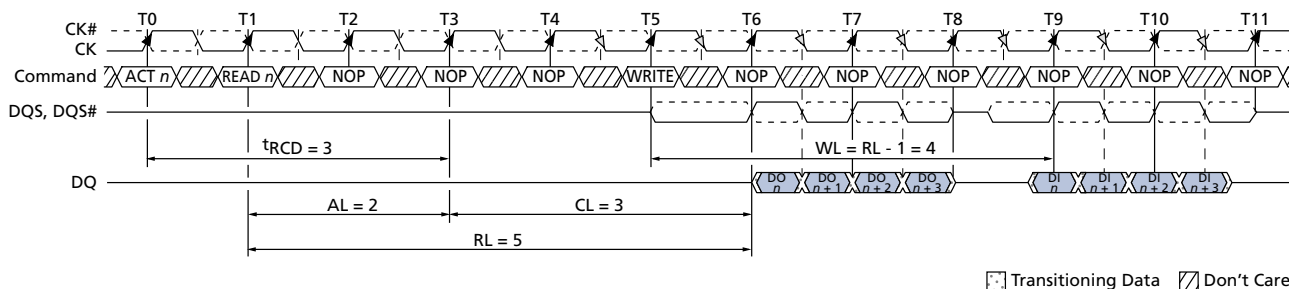 T0 T1 T2 T3 T4 T5 T6 T7 T8 T9 T10 T11
CK#
CK
Command ACT n READ n NOP NOP NOP WRITE NOP NOP NOP NOP NOP NOP
DQS, DQS#
tRCD = 3 WL = RL - 1 = 4
DQ DO n DO n + 1 DO n + 2 DO n + 3 DI n DI n + 1 DI n + 2 DI n + 3
AL = 2 CL = 3
RL = 5
Transitioning Data Don't Care